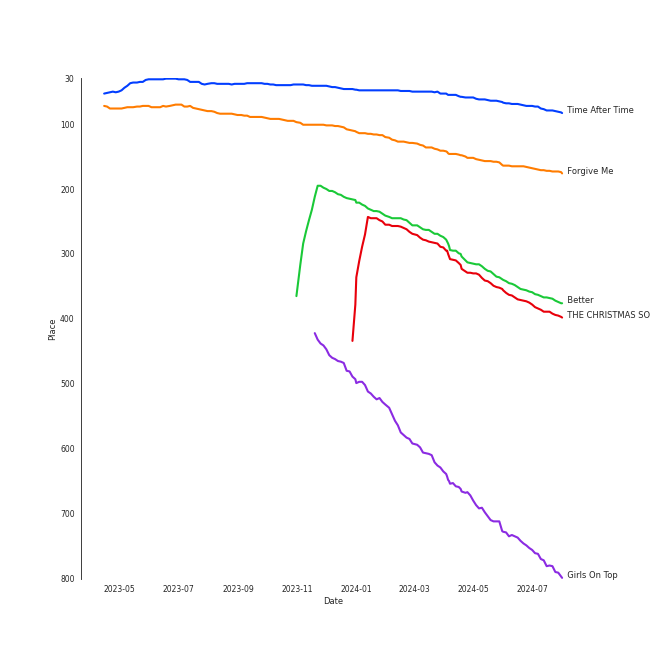 30
100
200
300
400
500
600
700
800
Place
2023-05
2023-07
2023-09
2023-11
2024-01
2024-03
2024-05
2024-07
Date
Time After Time
Forgive Me
Better
THE CHRISTMAS SO
Girls On Top